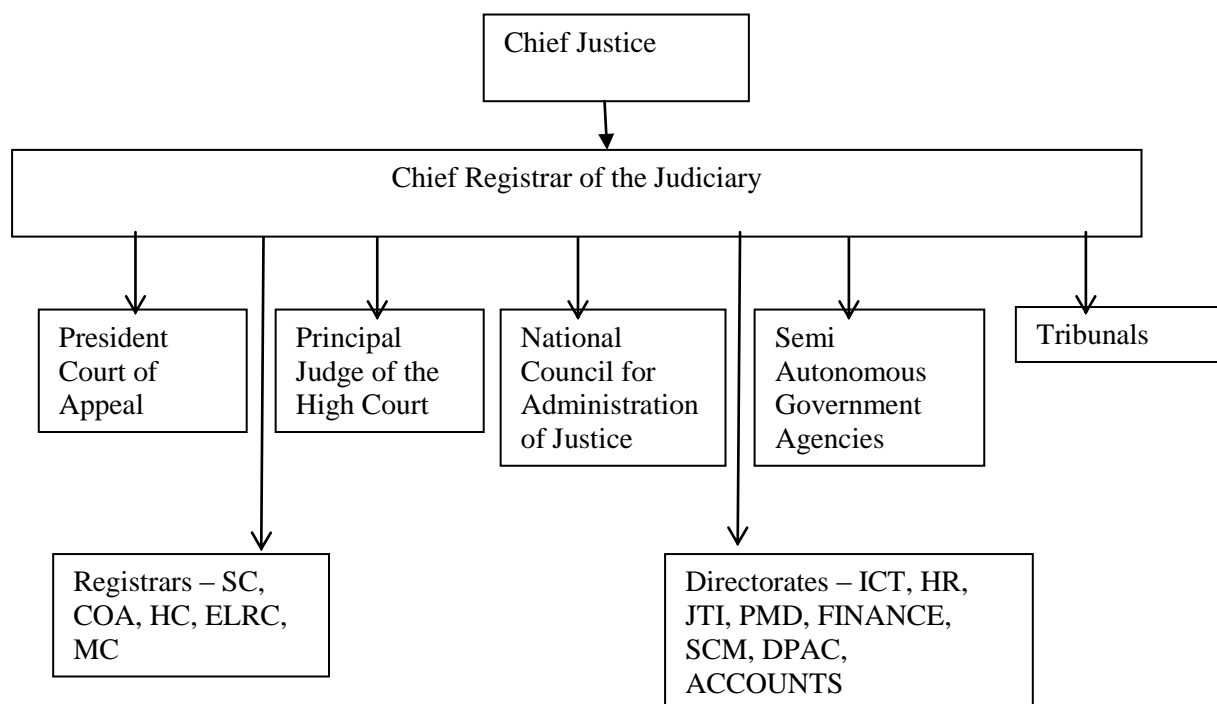 Chief Justice
Chief Registrar of the Judiciary
President
Court of
Appeal
Principal
Judge of the
High Court
National
Council for
Administration
of Justice
Semi
Autonomous
Government
Agencies
Tribunals
Registrars – SC,
COA, HC, ELRC,
MC
Directorates – ICT, HR,
JTI, PMD, FINANCE,
SCM, DPAC,
ACCOUNTS